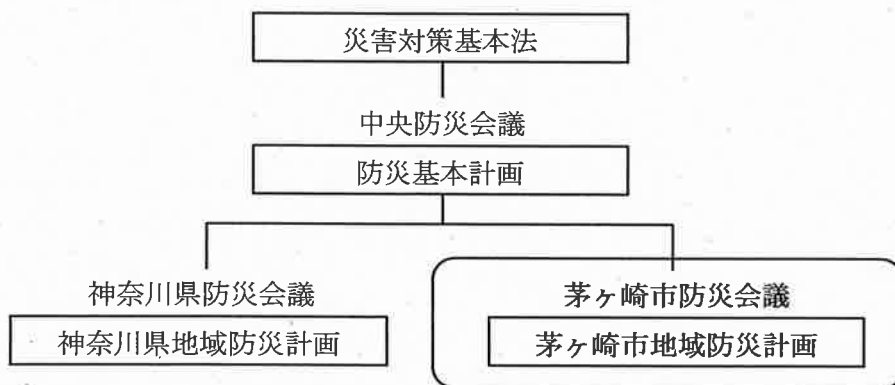 災害対策基本法
中央防災会議
防災基本計画
神奈川県防災会議
神奈川県地域防災計画
茅ヶ崎市防災会議
茅ヶ崎市地域防災計画